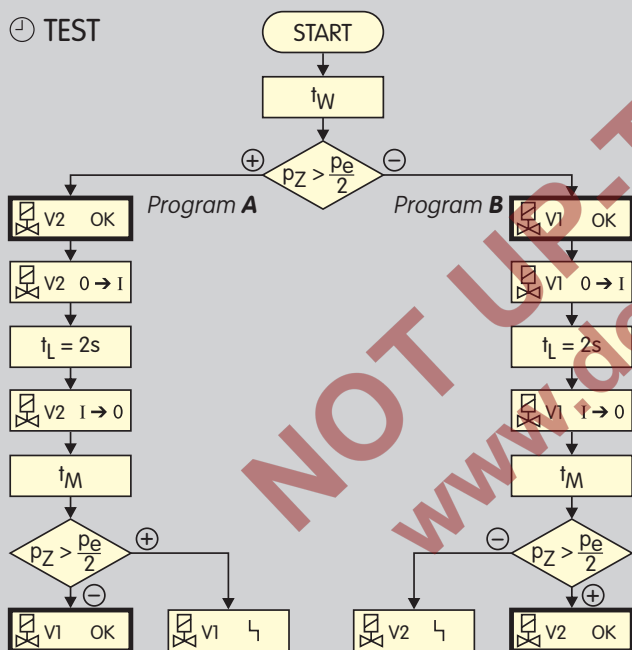 TEST
START
tW
pZ > pe/2
+
−
Program A
Program B
V2 OK
V1 OK
V2 0 → I
V1 0 → I
tL = 2s
tL = 2s
V2 I → 0
V1 I → 0
tM
tM
pZ > pe/2
+
−
pZ > pe/2
−
+
V1 OK
V1
V2
V2 OK
NOT UP-T
www.do